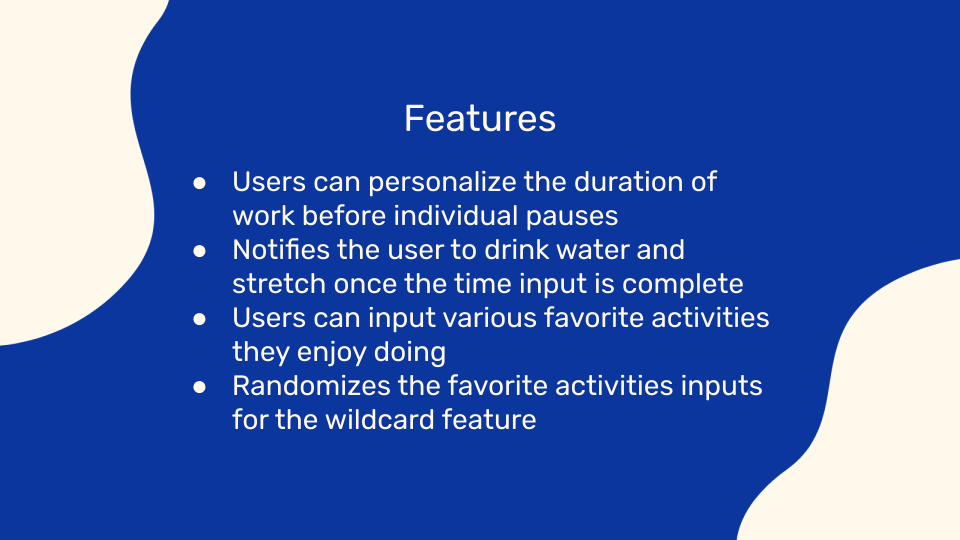 Features
● Users can personalize the duration of
work before individual pauses
● Notifies the user to drink water and
stretch once the time input is complete
● Users can input various favorite activities
they enjoy doing
● Randomizes the favorite activities inputs
for the wildcard feature